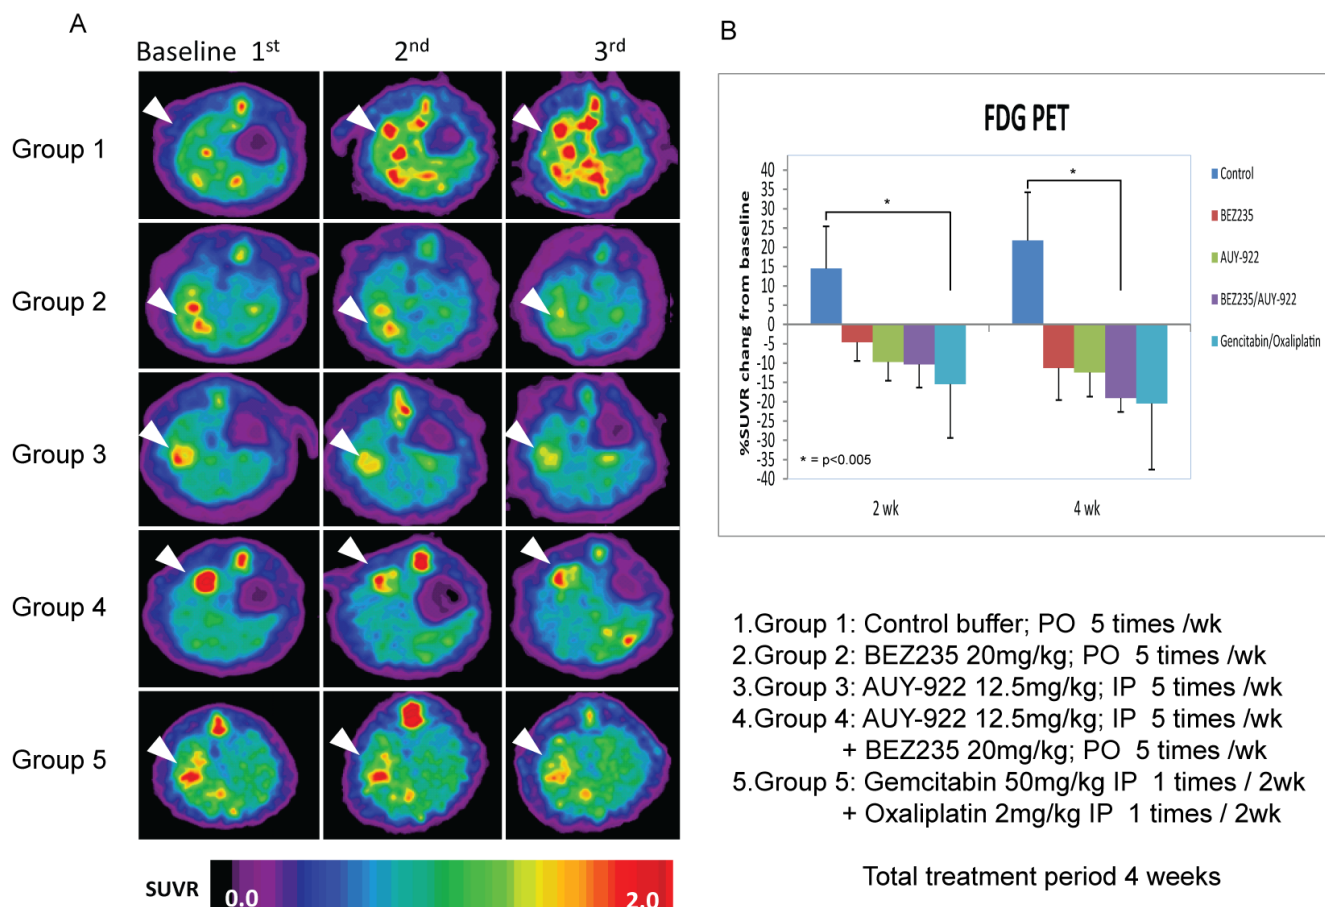 A
Baseline 1st
2nd
3rd
Group 1
Group 2
Group 3
Group 4
Group 5
SUVR
0.0
2.0
B
FDG PET
%SUVR chang from baseline
40
35
30
25
20
15
10
5
0
-5
-10
-15
-20
-25
-30
-35
-40
*
*
* = p<0.005
2 wk
4 wk
Control
BEZ235
AUY-922
BEZ235/AUY-922
Gencitabin/Oxaliplatin
1.Group 1: Control buffer; PO 5 times /wk
2.Group 2: BEZ235 20mg/kg; PO 5 times /wk
3.Group 3: AUY-922 12.5mg/kg; IP 5 times /wk
4.Group 4: AUY-922 12.5mg/kg; IP 5 times /wk
+ BEZ235 20mg/kg; PO 5 times /wk
5.Group 5: Gemcitabin 50mg/kg IP 1 times / 2wk
+ Oxaliplatin 2mg/kg IP 1 times / 2wk
Total treatment period 4 weeks